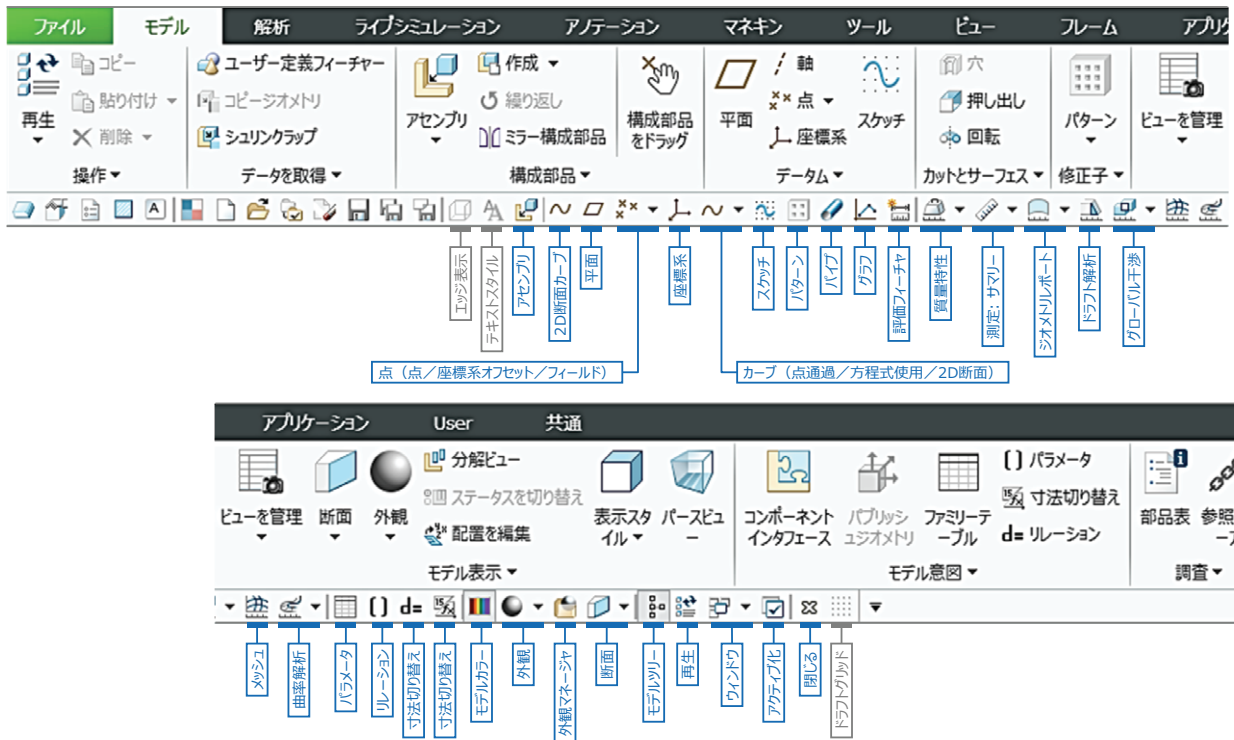 ファイル モデル 解析 ライブシミュレーション アノテーション マネキン ツール ビュー フレーム
再生
コピー
貼り付け
削除
操作
ユーザー定義フィーチャー
コピージオメトリ
シュリンクラップ
データを取得
アセンブリ
作成
繰り返し
ミラー構成部品
構成部品
をドラッグ
構成部品
平面
軸
点
座標系
スケッチ
データム
穴
押し出し
回転
カットとサーフェス
パターン
修正子
ビューを管理
A
エッジ表示
テキストスタイル
アセンブリ
2D断面カーブ
平面
座標系
スケッチ
パターン
パイプ
グラフ
評価フィーチャ
質量特性
測定: サマリー
ジオメトリレポート
ドラフト解析
グローバル干渉
点（点／座標系オフセット／フィールド）
カーブ（点通過／方程式使用／2D断面）
アプリケーション User 共通
ビューを管理
断面
外観
分解ビュー
ステータスを切り替え
配置を編集
表示スタ
イル
パースビュ
ー
モデル表示
コンポーネント
インタフェース
パブリッシ
ュジオメトリ
ファミリーテ
ーブル
( ) パラメータ
寸法切り替え
d= リレーション
モデル意図
部品表
参照
調査
( ) d=
メッシュ
曲率解析
パラメータ
リレーション
寸法切り替え
寸法切り替え
モデルカラー
外観
外観マネージャ
断面
モデルツリー
再生
ウィンドウ
アクティブ化
閉じる
ドラフトグリッド